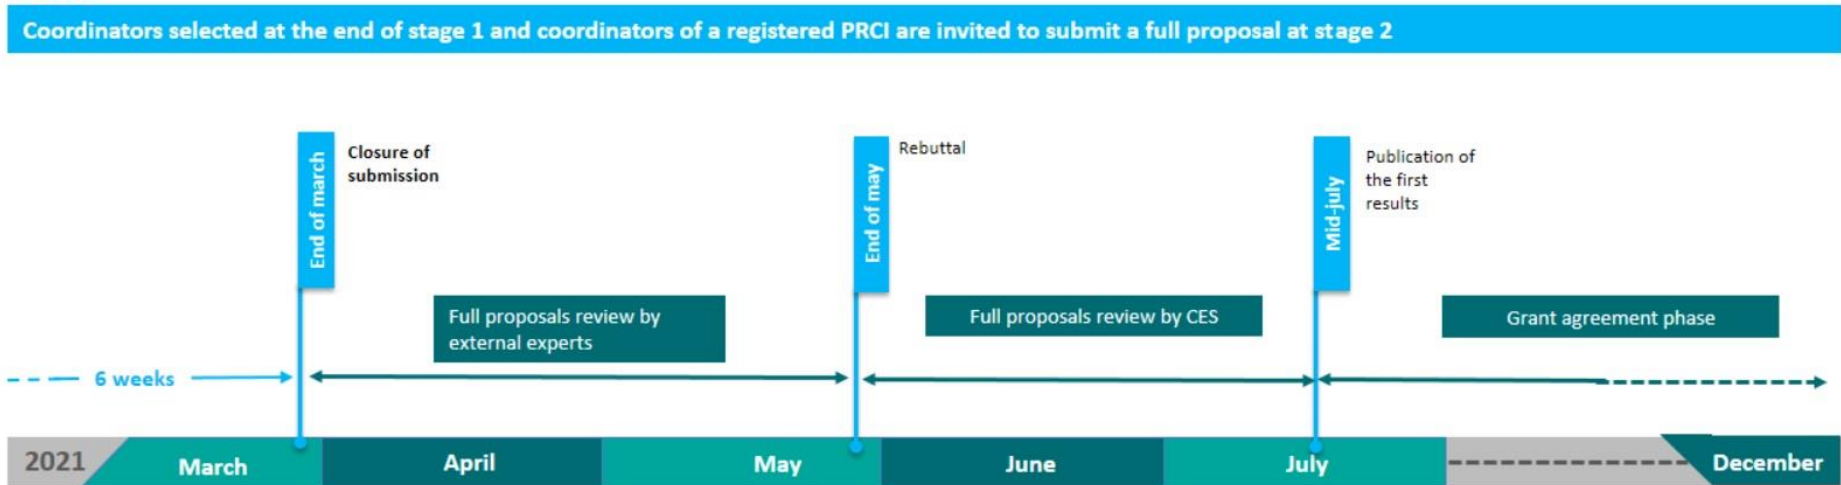 Coordinators selected at the end of stage 1 and coordinators of a registered PRCI are invited to submit a full proposal at stage 2
End of march
Closure of
submission
End of may
Rebuttal
Mid-july
Publication of
the first
results
Full proposals review by
external experts
Full proposals review by CES
Grant agreement phase
6 weeks
2021
March
April
May
June
July
December